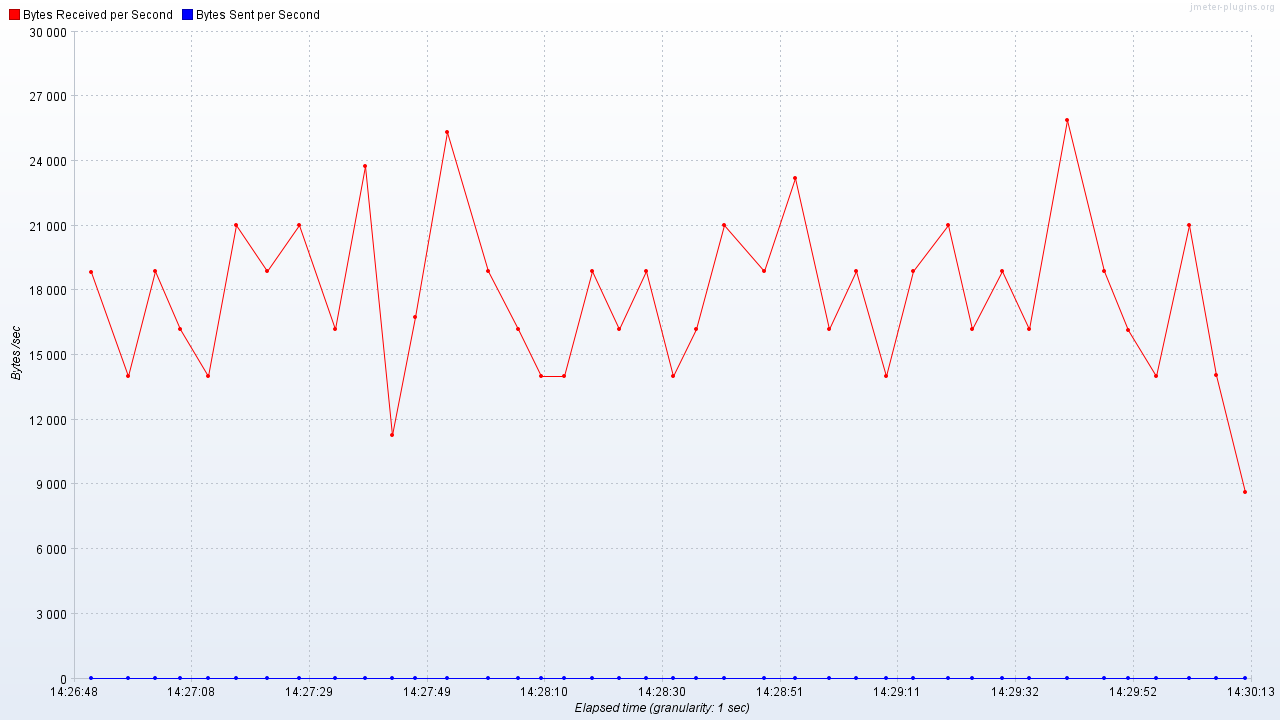 Bytes Received per Second Bytes Sent per Second
jmeter-plugins.org
30 000
27 000
24 000
21 000
18 000
15 000
12 000
9 000
6 000
3 000
0
Bytes /sec
14:26:48 14:27:08 14:27:29 14:27:49 14:28:10 14:28:30 14:28:51 14:29:11 14:29:32 14:29:52 14:30:13
Elapsed time (granularity: 1 sec)